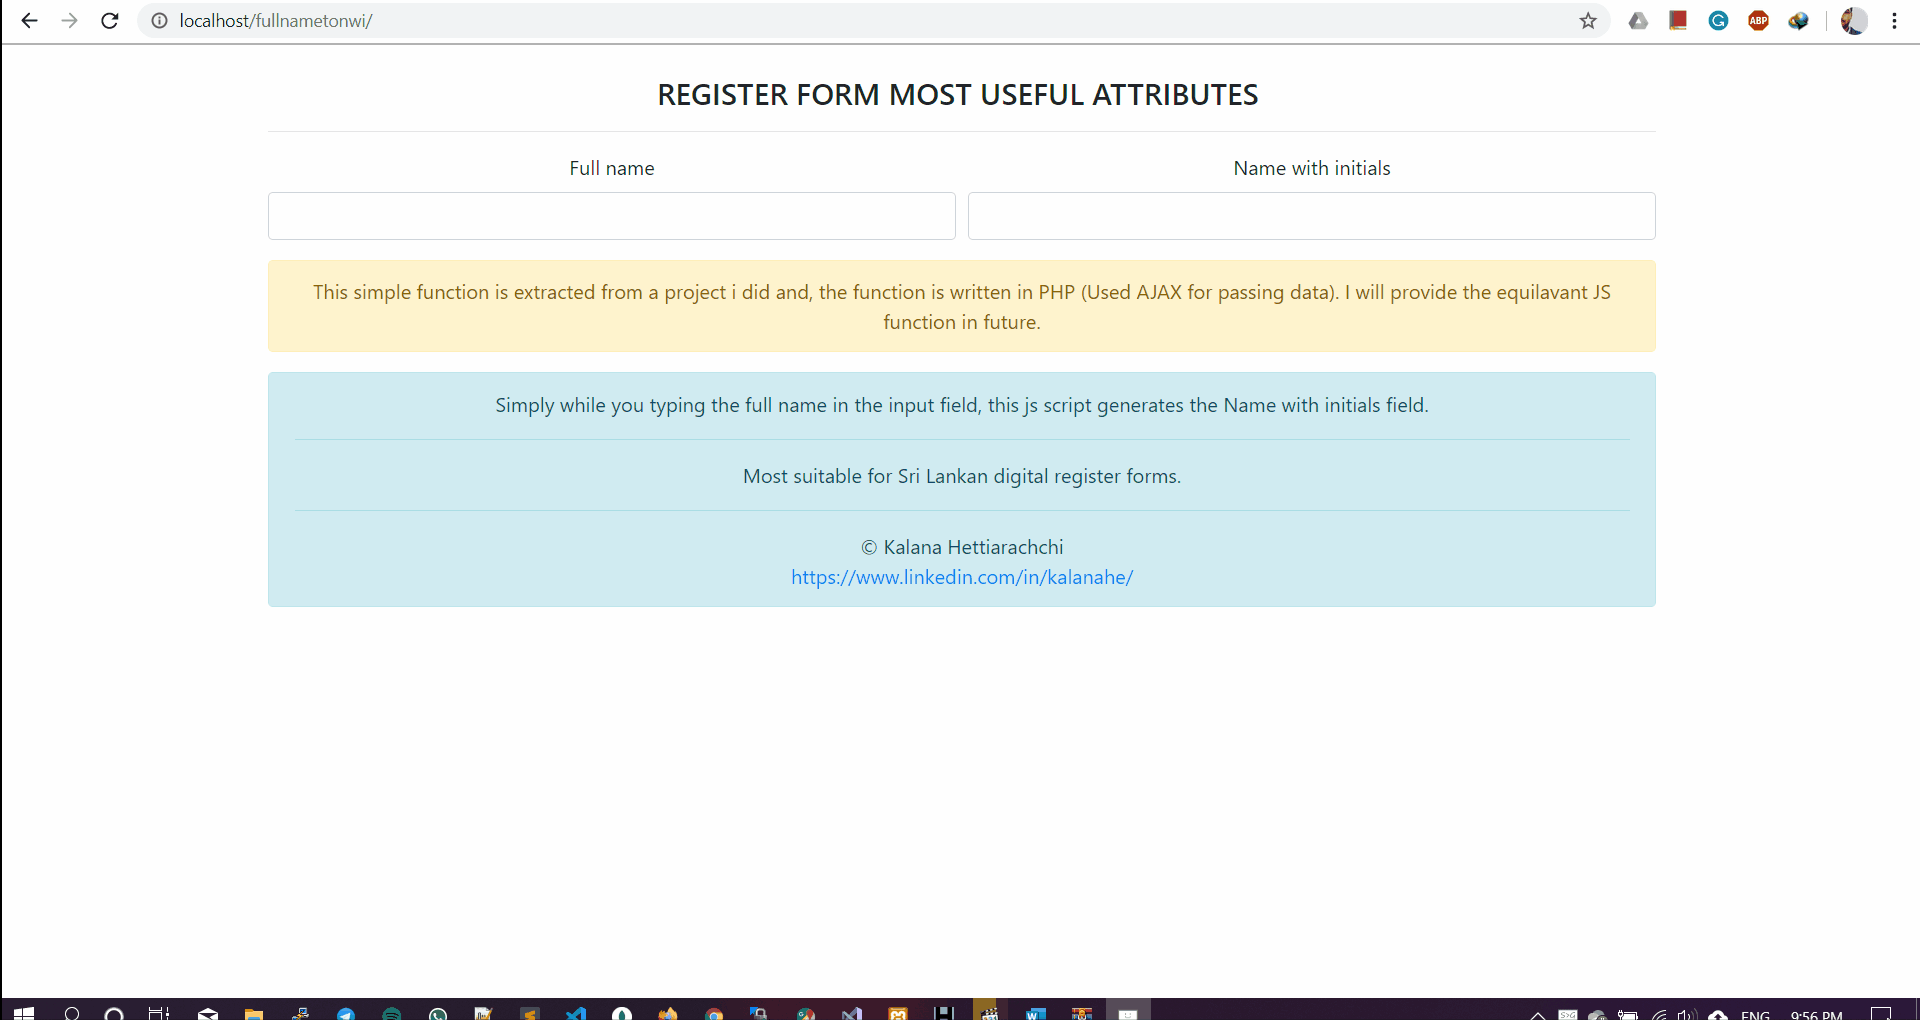 localhost/fullnametonwi/
ABP
REGISTER FORM MOST USEFUL ATTRIBUTES
Full name
Name with initials
This simple function is extracted from a project i did and, the function is written in PHP (Used AJAX for passing data). I will provide the equilavant JS
function in future.
Simply while you typing the full name in the input field, this js script generates the Name with initials field.
Most suitable for Sri Lankan digital register forms.
© Kalana Hettiarachchi
https://www.linkedin.com/in/kalanahe/
ENG
9:56 PM